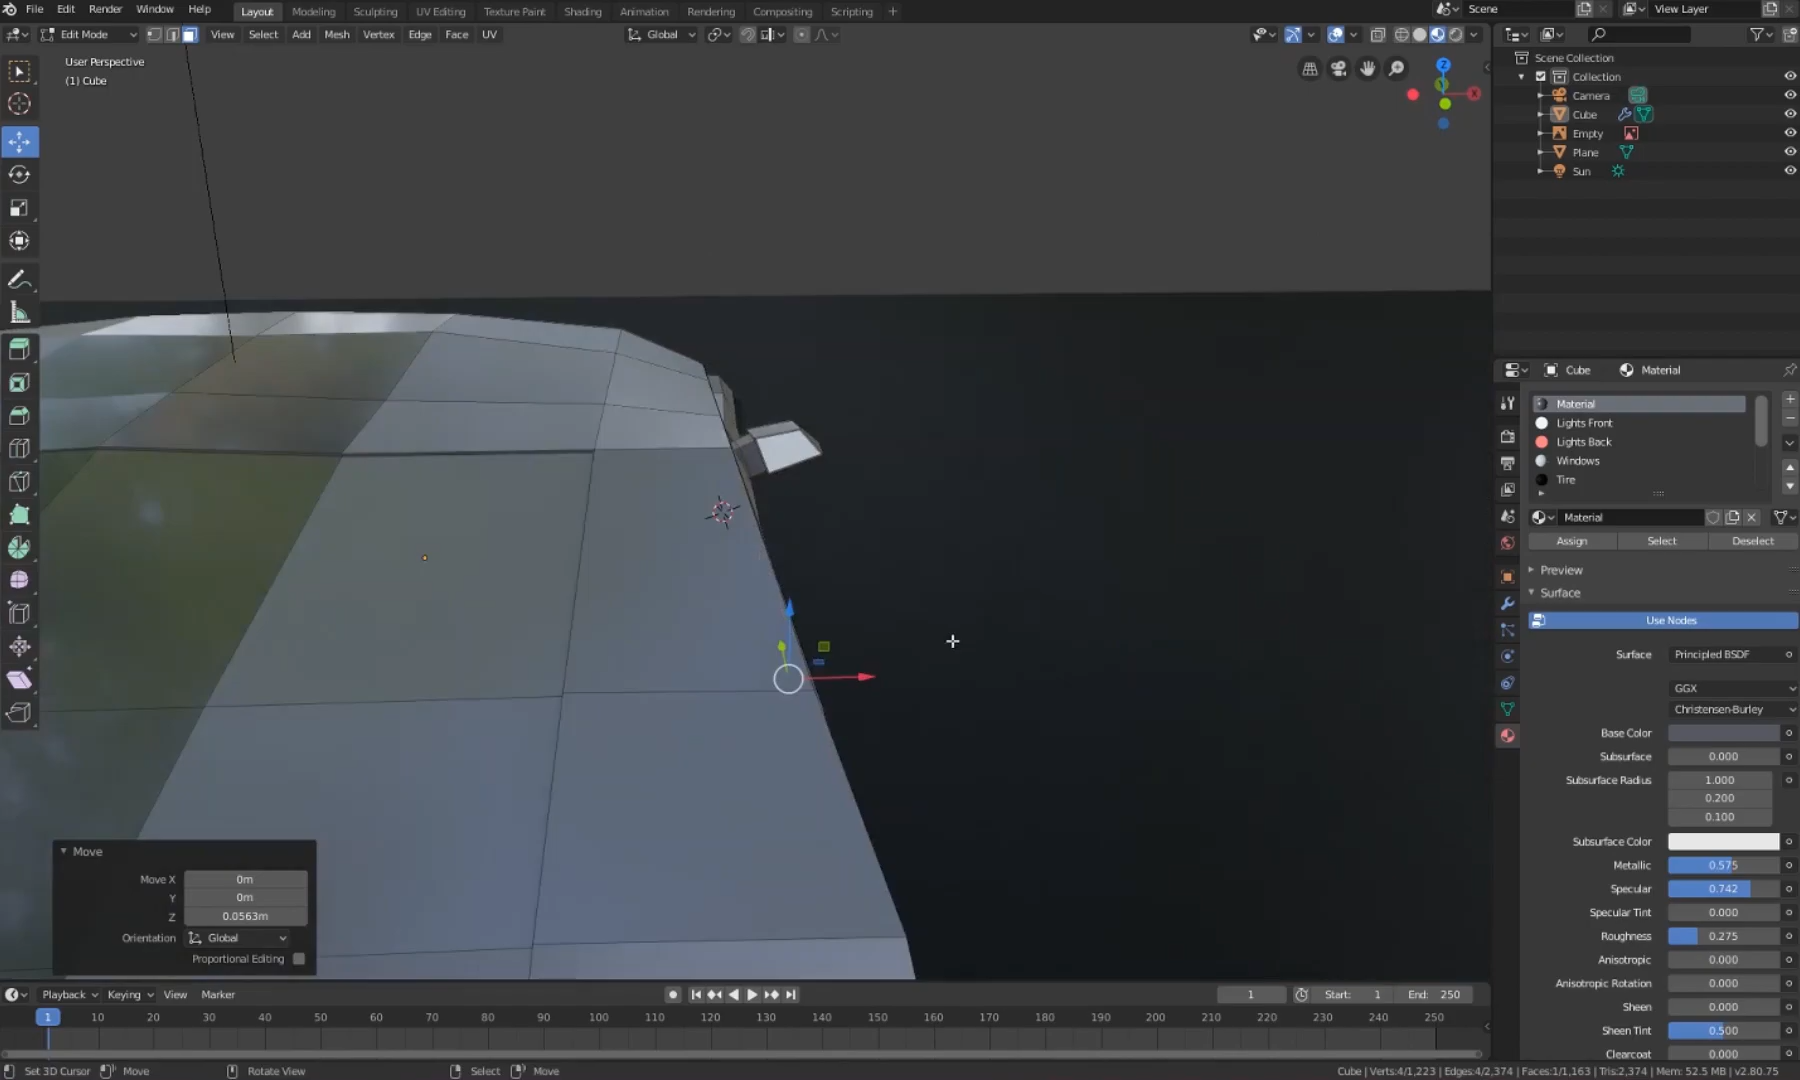 File Edit Render Window Help Layout Modeling Sculpting UV Editing Texture Paint Shading Animation Rendering Compositing Scripting + Scene View Layer
Edit Mode View Select Add Mesh Vertex Edge Face UV Global
User Perspective
(1) Cube
Z
X
Scene Collection
Collection
Camera
Cube
Empty
Plane
Sun
Cube Material
Material
Lights Front
Lights Back
Windows
Tire
Material
Assign Select Deselect
Preview
Surface
Use Nodes
Surface Principled BSDF
GGX
Christensen-Burley
Base Color
Subsurface 0.000
Subsurface Radius 1.000
0.200
0.100
Subsurface Color
Metallic 0.575
Specular 0.742
Specular Tint 0.000
Roughness 0.275
Anisotropic 0.000
Anisotropic Rotation 0.000
Sheen 0.000
Sheen Tint 0.500
Clearcoat 0.000
Move
Move X 0m
Y 0m
Z 0.0563m
Orientation Global
Proportional Editing
Playback Keying View Marker 1 Start: 1 End: 250
1 10 20 30 40 50 60 70 80 90 100 110 120 130 140 150 160 170 180 190 200 210 220 230 240 250
Set 3D Cursor Move Rotate View Select Move Cube | Verts:4/1,223 | Edges:4/2,374 | Faces:1/1,163 | Tris:2,374 | Mem: 52.5 MB | v2.80.75